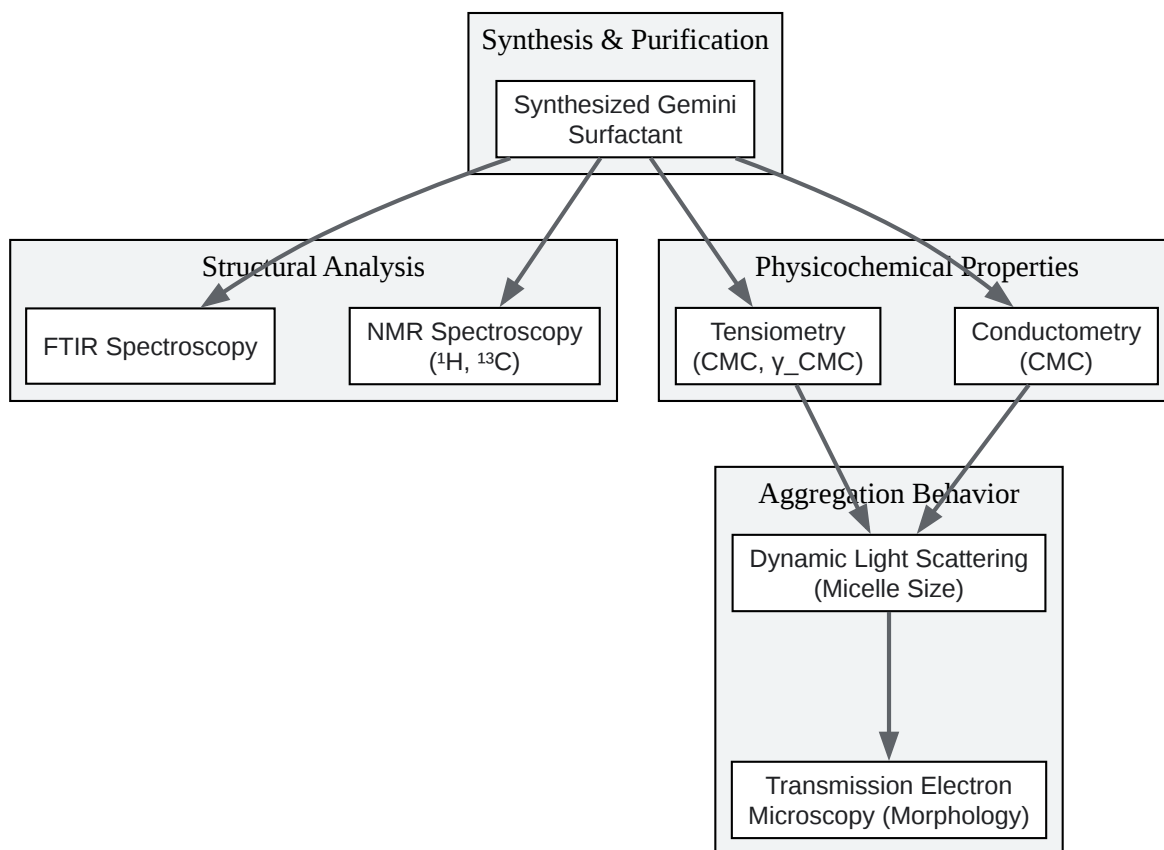 Synthesis & Purification
Synthesized Gemini
Surfactant
Structural Analysis
FTIR Spectroscopy
NMR Spectroscopy
(¹H, ¹³C)
Physicochemical Properties
Tensiometry
(CMC, γ_CMC)
Conductometry
(CMC)
Aggregation Behavior
Dynamic Light Scattering
(Micelle Size)
Transmission Electron
Microscopy (Morphology)